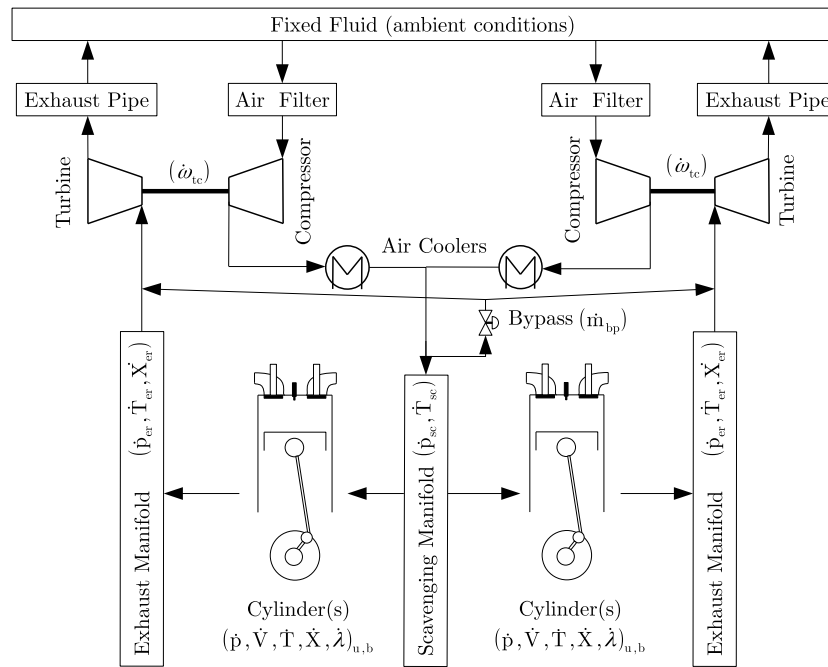 Fixed Fluid (ambient conditions)
Exhaust Pipe
Air Filter
Air Filter
Exhaust Pipe
Turbine
(ω̇tc)
Compressor
Compressor
(ω̇tc)
Turbine
Air Coolers
Bypass (ṁbp)
Exhaust Manifold (ṗer, Ṫer, Ẋer)
Scavenging Manifold (ṗsc, Ṫsc)
Exhaust Manifold (ṗer, Ṫer, Ẋer)
Cylinder(s)
(ṗ, V̇, Ṫ, Ẋ, λ̇)u,b
Cylinder(s)
(ṗ, V̇, Ṫ, Ẋ, λ̇)u,b